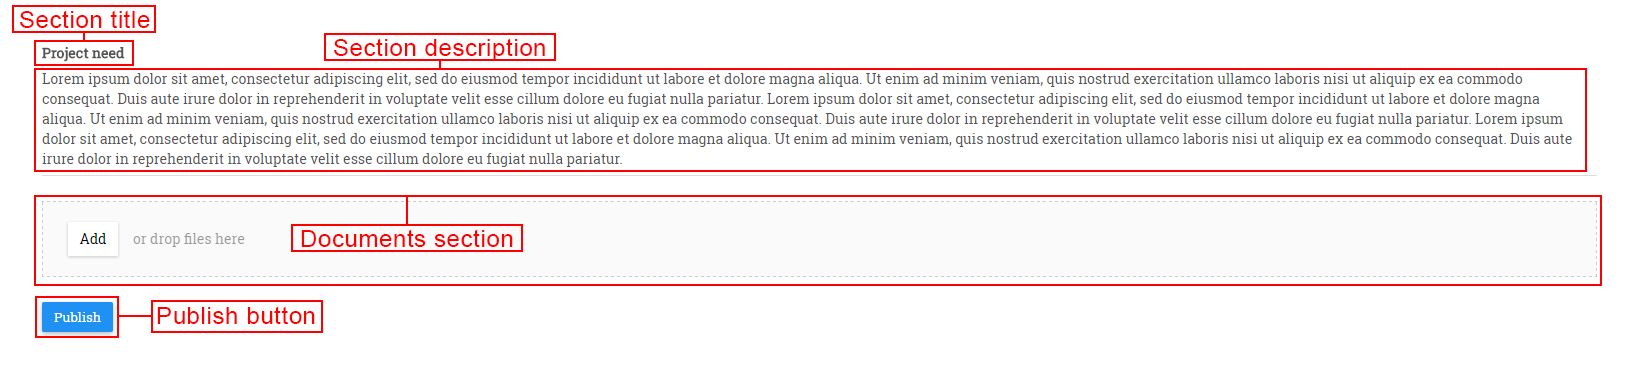 Section title
Project need
Section description
Lorem ipsum dolor sit amet, consectetur adipiscing elit, sed do eiusmod tempor incididunt ut labore et dolore magna aliqua. Ut enim ad minim veniam, quis nostrud exercitation ullamco laboris nisi ut aliquip ex ea commodo
consequat. Duis aute irure dolor in reprehenderit in voluptate velit esse cillum dolore eu fugiat nulla pariatur. Lorem ipsum dolor sit amet, consectetur adipiscing elit, sed do eiusmod tempor incididunt ut labore et dolore magna
aliqua. Ut enim ad minim veniam, quis nostrud exercitation ullamco laboris nisi ut aliquip ex ea commodo consequat. Duis aute irure dolor in reprehenderit in voluptate velit esse cillum dolore eu fugiat nulla pariatur. Lorem ipsum
dolor sit amet, consectetur adipiscing elit, sed do eiusmod tempor incididunt ut labore et dolore magna aliqua. Ut enim ad minim veniam, quis nostrud exercitation ullamco laboris nisi ut aliquip ex ea commodo consequat. Duis aute
irure dolor in reprehenderit in voluptate velit esse cillum dolore eu fugiat nulla pariatur.
Add or drop files here
Documents section
Publish
Publish button